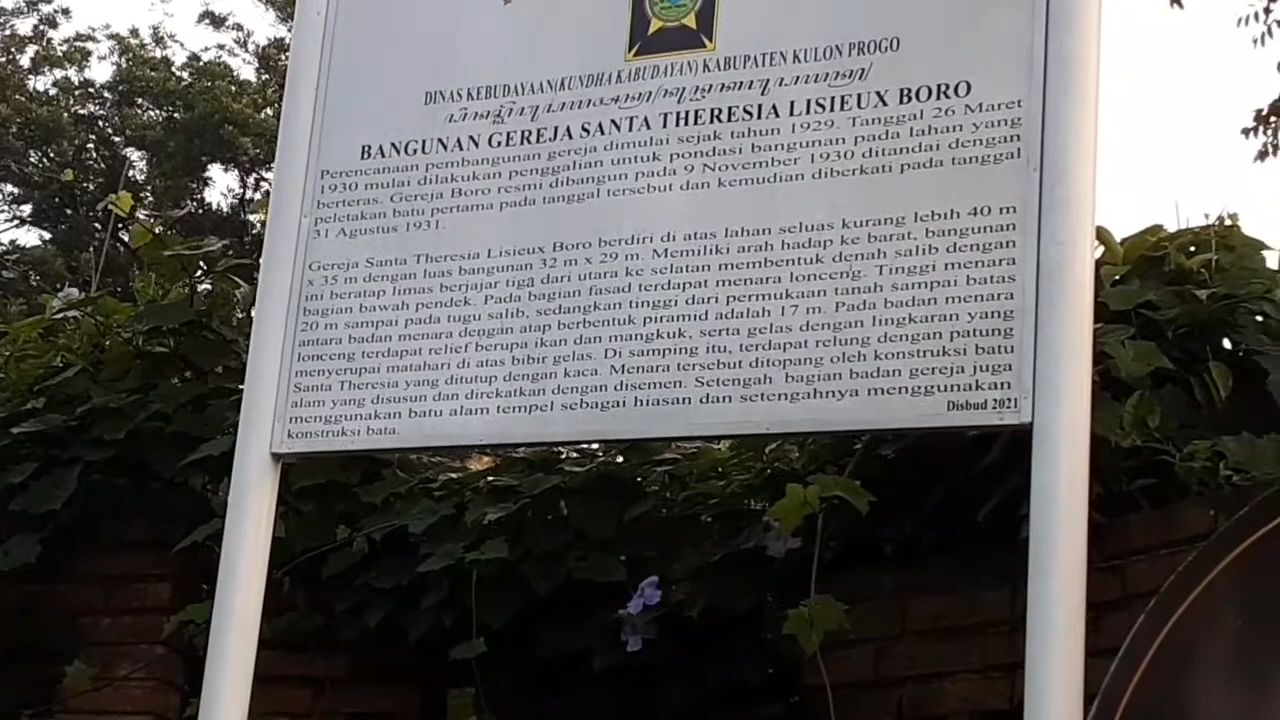 DINAS KEBUDAYAAN(KUNDHA KABUDAYAN) KABUPATEN KULON PROGO
BANGUNAN GEREJA SANTA THERESIA LISIEUX BORO
Perencanaan pembangunan gereja dimulai sejak tahun 1929. Tanggal 26 Maret
1930 mulai dilakukan penggalian untuk pondasi bangunan pada lahan yang
berteras. Gereja Boro resmi dibangun pada 9 November 1930 ditandai dengan
peletakan batu pertama pada tanggal tersebut dan kemudian diberkati pada tanggal
31 Agustus 1931.
Gereja Santa Theresia Lisieux Boro berdiri di atas lahan seluas kurang lebih 40 m
x 35 m dengan luas bangunan 32 m x 29 m. Memiliki arah hadap ke barat, bangunan
ini beratap limas berjajar tiga dari utara ke selatan membentuk denah salib dengan
bagian bawah pendek. Pada bagian fasad terdapat menara lonceng. Tinggi menara
20 m sampai pada tugu salib, sedangkan tinggi dari permukaan tanah sampai batas
antara badan menara dengan atap berbentuk piramid adalah 17 m. Pada badan menara
lonceng terdapat relief berupa ikan dan mangkuk, serta gelas dengan lingkaran yang
menyerupai matahari di atas bibir gelas. Di samping itu, terdapat relung dengan patung
Santa Theresia yang ditutup dengan kaca. Menara tersebut ditopang oleh konstruksi batu
alam yang disusun dan direkatkan dengan disemen. Setengah bagian badan gereja juga
menggunakan batu alam tempel sebagai hiasan dan setengahnya menggunakan
konstruksi bata.
Disbud 2021